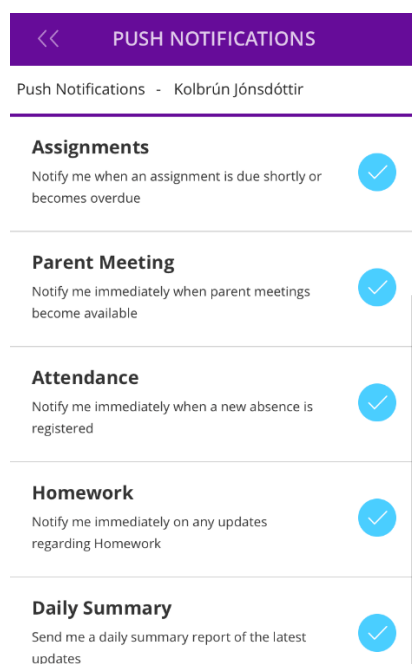 PUSH NOTIFICATIONS
Push Notifications - Kolbrún Jónsdóttir
Assignments
Notify me when an assignment is due shortly or
becomes overdue
Parent Meeting
Notify me immediately when parent meetings
become available
Attendance
Notify me immediately when a new absence is
registered
Homework
Notify me immediately on any updates
regarding Homework
Daily Summary
Send me a daily summary report of the latest
updates